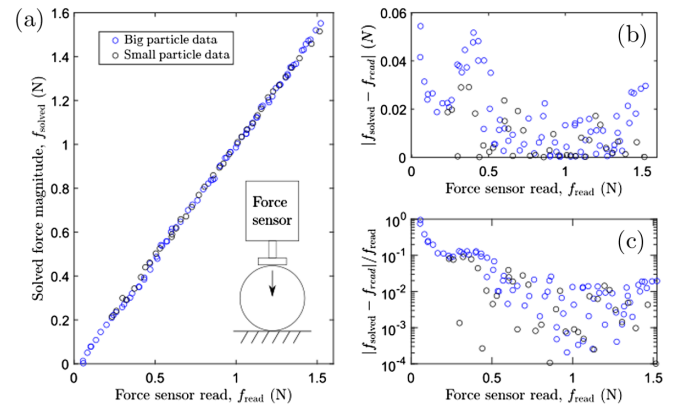 (a)
1.6
1.4
1.2
1
0.8
0.6
0.4
0.2
0
Solved force magnitude, f_solved (N)
Big particle data
Small particle data
Force
sensor
0 0.5 1 1.5
Force sensor read, f_read (N)
(b)
0.06
0.04
0.02
0
|f_solved − f_read| (N)
0 0.5 1 1.5
Force sensor read, f_read (N)
(c)
10^0
10^-1
10^-2
10^-3
10^-4
|f_solved − f_read|/f_read
0 0.5 1 1.5
Force sensor read, f_read (N)